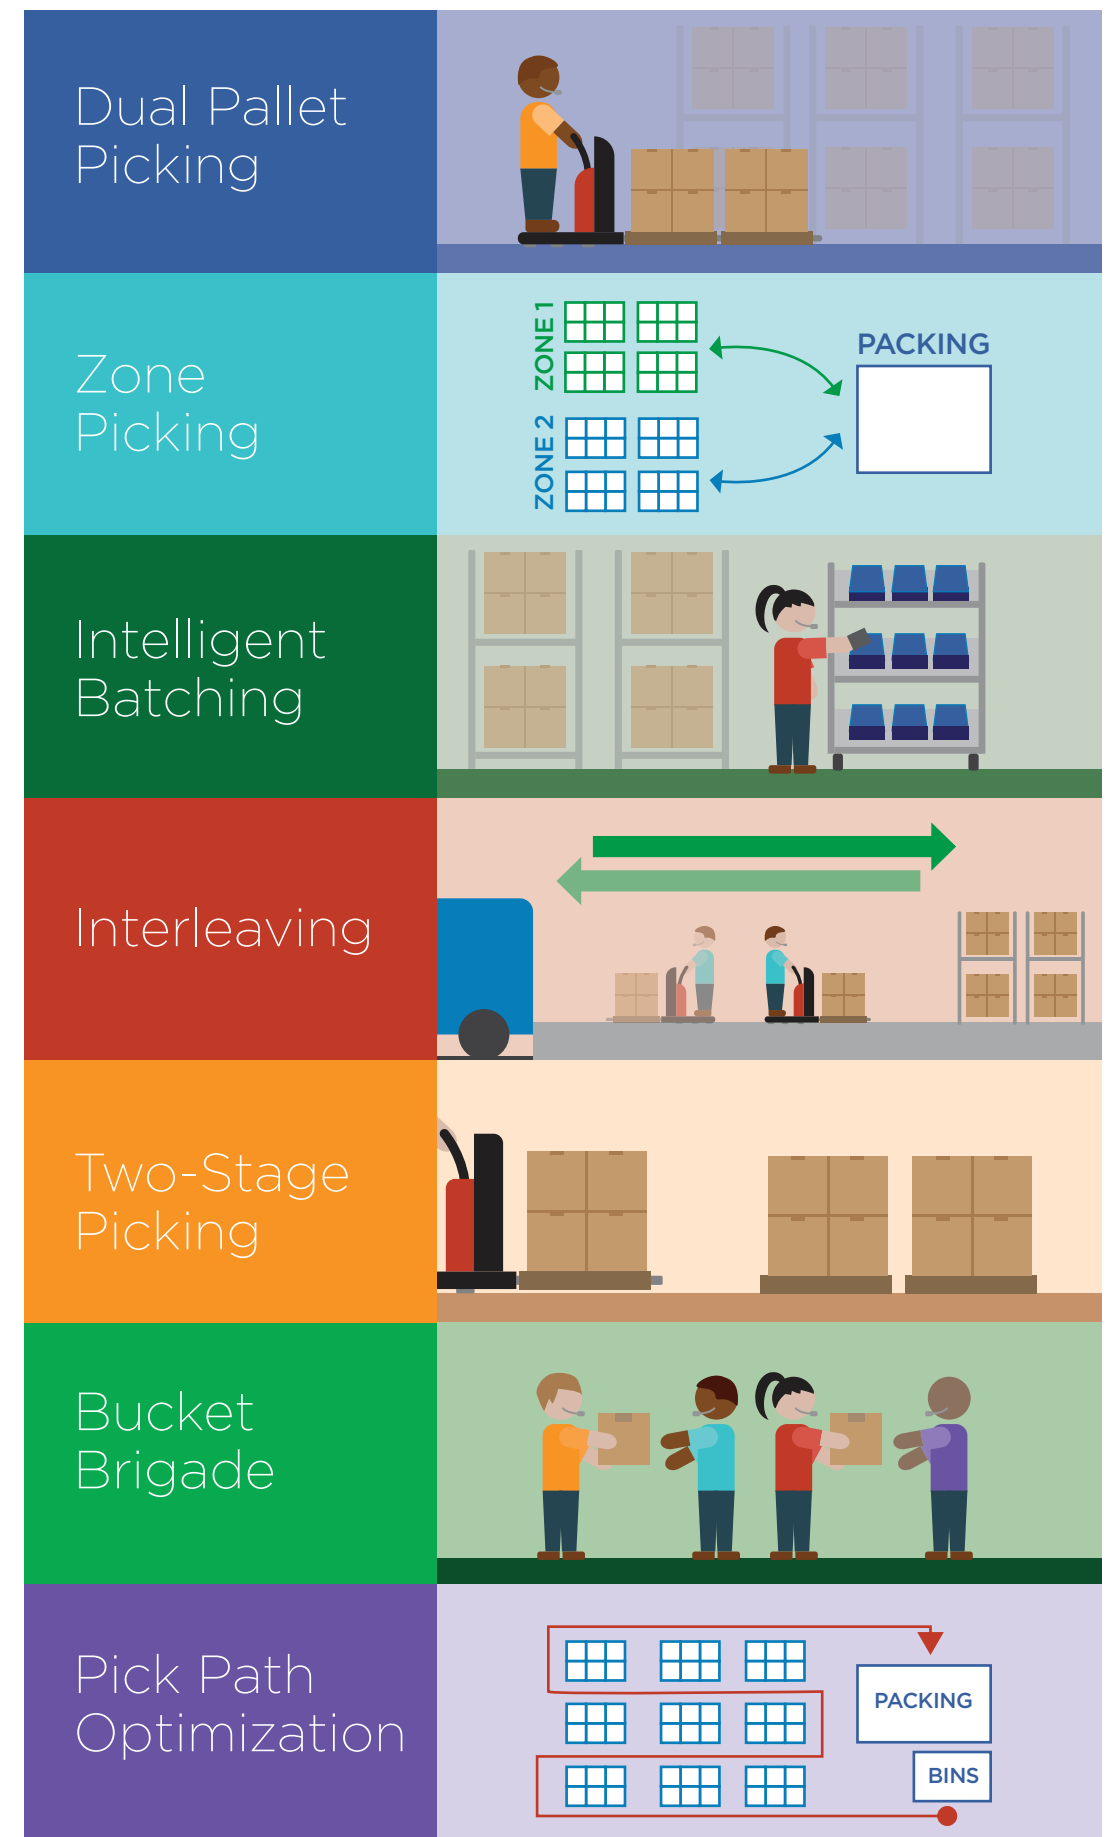 Dual Pallet
Picking
Zone
Picking
ZONE 1
ZONE 2
PACKING
Intelligent
Batching
Interleaving
Two-Stage
Picking
Bucket
Brigade
Pick Path
Optimization
PACKING
BINS